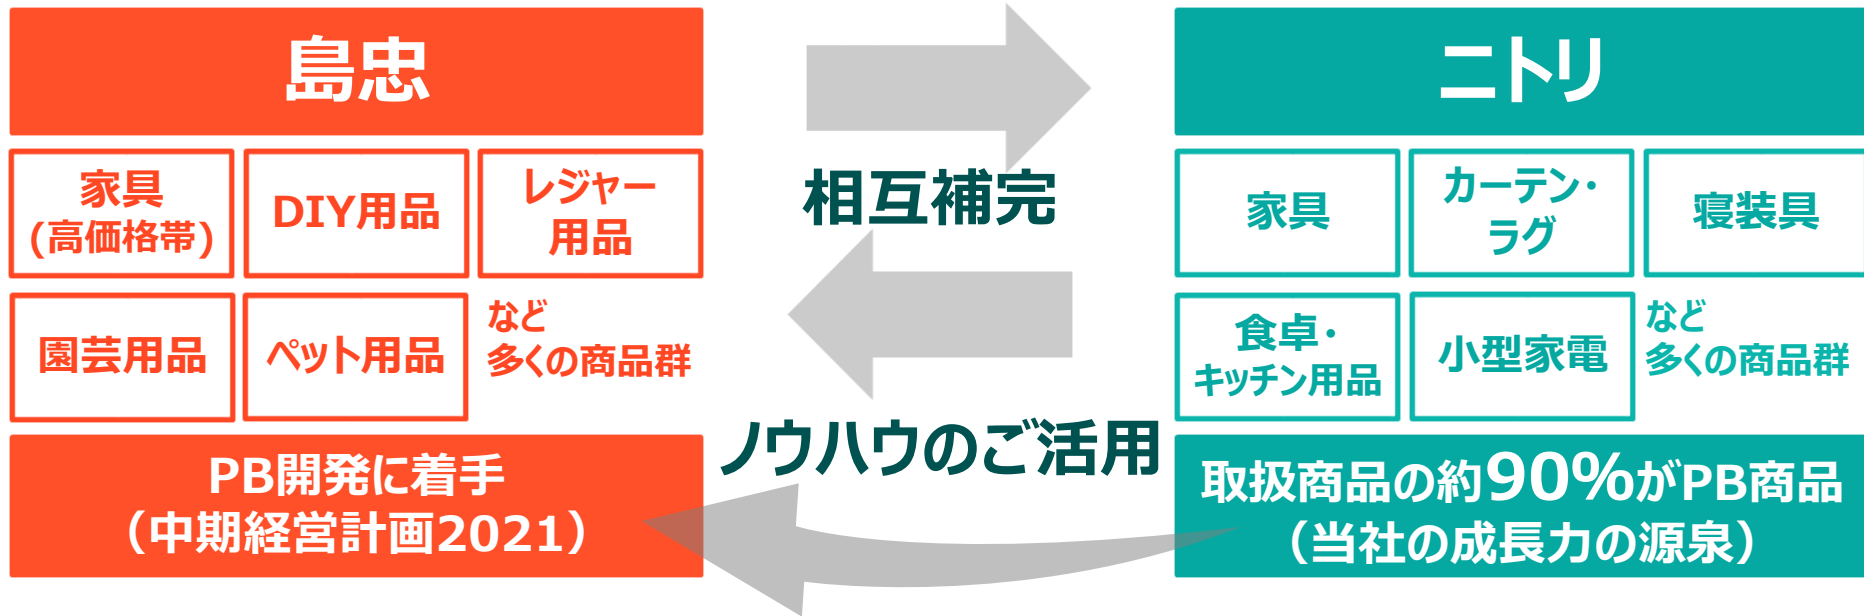 島忠
家具
(高価格帯)
DIY用品
レジャー
用品
園芸用品
ペット用品
など
多くの商品群
PB開発に着手
（中期経営計画2021）
相互補完
ノウハウのご活用
ニトリ
家具
カーテン・
ラグ
寝装具
食卓・
キッチン用品
小型家電
など
多くの商品群
取扱商品の約90%がPB商品
（当社の成長力の源泉）